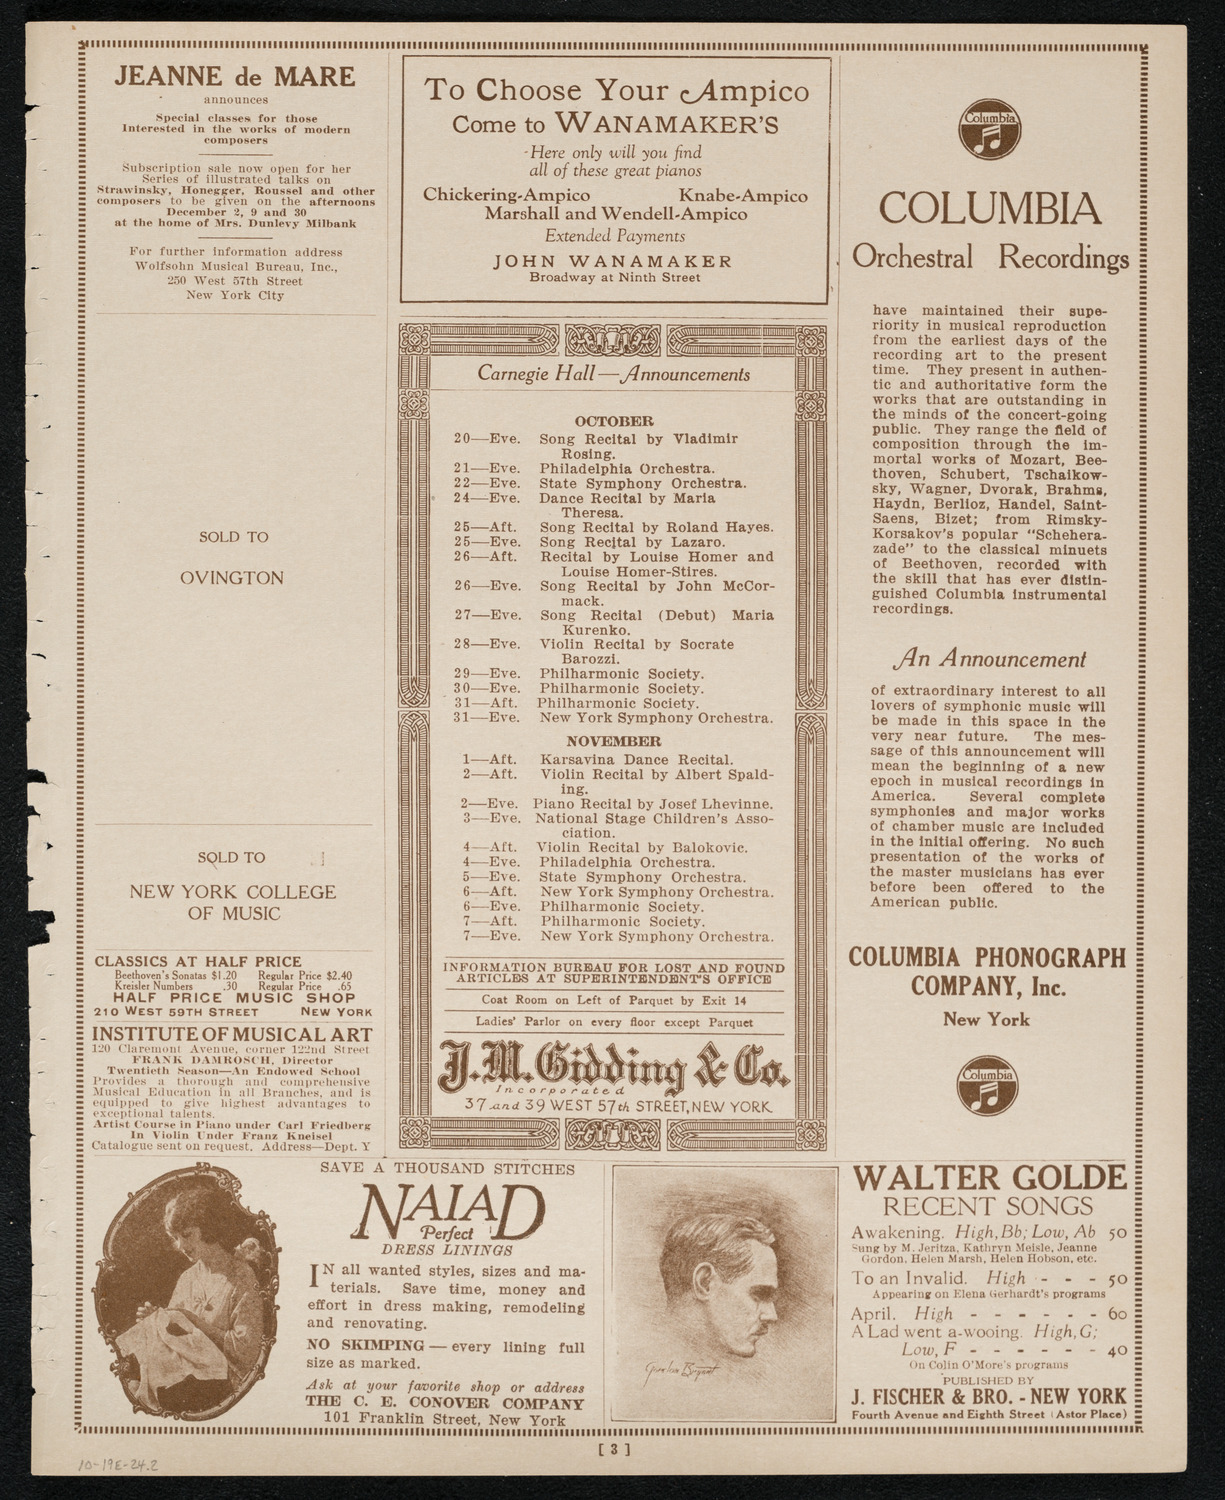 JEANNE de MARE
announces
Special classes for those
Interested in the works of modern
composers
Subscription sale now open for her
Series of illustrated talks on
Strawinsky, Honegger, Roussel and other
composers to be given on the afternoons
December 2, 9 and 30
at the home of Mrs. Dunlevy Milbank
For further information address
Wolfsohn Musical Bureau, Inc.,
250 West 57th Street
New York City
SOLD TO
OVINGTON
SOLD TO
NEW YORK COLLEGE
OF MUSIC
CLASSICS AT HALF PRICE
Beethoven's Sonatas $1.20 Regular Price $2.40
Kreisler Numbers .30 Regular Price .65
HALF PRICE MUSIC SHOP
210 WEST 59TH STREET NEW YORK
INSTITUTE OF MUSICAL ART
120 Claremont Avenue, corner 122nd Street
FRANK DAMROSCH, Director
Twentieth Season—An Endowed School
Provides a thorough and comprehensive
Musical Education in all Branches, and is
equipped to give highest advantages to
exceptional talents.
Artist Course in Piano under Carl Friedberg
In Violin Under Franz Kneisel
Catalogue sent on request. Address—Dept. Y
To Choose Your Ampico
Come to WANAMAKER'S
Here only will you find
all of these great pianos
Chickering-Ampico Knabe-Ampico
Marshall and Wendell-Ampico
Extended Payments
JOHN WANAMAKER
Broadway at Ninth Street
Carnegie Hall—Announcements
OCTOBER
20—Eve. Song Recital by Vladimir
Rosing.
21—Eve. Philadelphia Orchestra.
22—Eve. State Symphony Orchestra.
24—Eve. Dance Recital by Maria
Theresa.
25—Aft. Song Recital by Roland Hayes.
25—Eve. Song Recital by Lazaro.
26—Aft. Recital by Louise Homer and
Louise Homer-Stires.
26—Eve. Song Recital by John McCor-
mack.
27—Eve. Song Recital (Debut) Maria
Kurenko.
28—Eve. Violin Recital by Socrate
Barozzi.
29—Eve. Philharmonic Society.
30—Eve. Philharmonic Society.
31—Aft. Philharmonic Society.
31—Eve. New York Symphony Orchestra.
NOVEMBER
1—Aft. Karsavina Dance Recital.
2—Aft. Violin Recital by Albert Spald-
ing.
2—Eve. Piano Recital by Josef Lhevinne.
3—Eve. National Stage Children's Asso-
ciation.
4—Aft. Violin Recital by Balokovic.
4—Eve. Philadelphia Orchestra.
5—Eve. State Symphony Orchestra.
6—Aft. New York Symphony Orchestra.
6—Eve. Philharmonic Society.
7—Aft. Philharmonic Society.
7—Eve. New York Symphony Orchestra.
INFORMATION BUREAU FOR LOST AND FOUND
ARTICLES AT SUPERINTENDENT'S OFFICE
Coat Room on Left of Parquet by Exit 14
Ladies' Parlor on every floor except Parquet
J.M. Gidding & Co.
Incorporated
37 and 39 WEST 57th STREET, NEW YORK
Columbia
COLUMBIA
Orchestral Recordings
have maintained their supe-
riority in musical reproduction
from the earliest days of the
recording art to the present
time. They present in authen-
tic and authoritative form the
works that are outstanding in
the minds of the concert-going
public. They range the field of
composition through the im-
mortal works of Mozart, Bee-
thoven, Schubert, Tschaikow-
sky, Wagner, Dvorak, Brahms,
Haydn, Berlioz, Handel, Saint-
Saens, Bizet; from Rimsky-
Korsakov's popular "Schehera-
zade" to the classical minuets
of Beethoven, recorded with
the skill that has ever distin-
guished Columbia instrumental
recordings.
An Announcement
of extraordinary interest to all
lovers of symphonic music will
be made in this space in the
very near future. The mes-
sage of this announcement will
mean the beginning of a new
epoch in musical recordings in
America. Several complete
symphonies and major works
of chamber music are included
in the initial offering. No such
presentation of the works of
the master musicians has ever
before been offered to the
American public.
COLUMBIA PHONOGRAPH
COMPANY, Inc.
New York
Columbia
SAVE A THOUSAND STITCHES
NAIAD
Perfect
DRESS LININGS
IN all wanted styles, sizes and ma-
terials. Save time, money and
effort in dress making, remodeling
and renovating.
NO SKIMPING — every lining full
size as marked.
Ask at your favorite shop or address
THE C. E. CONOVER COMPANY
101 Franklin Street, New York
WALTER GOLDE
RECENT SONGS
Awakening. High, Bb; Low, Ab 50
Sung by M. Jeritza, Kathryn Meisle, Jeanne
Gordon, Helen Marsh, Helen Hobson, etc.
To an Invalid. High - - - 50
Appearing on Elena Gerhardt's programs
April. High - - - - - - 60
A Lad went a-wooing. High, G;
Low, F - - - - - - 40
On Colin O'More's programs
PUBLISHED BY
J. FISCHER & BRO. - NEW YORK
Fourth Avenue and Eighth Street (Astor Place)
[ 3 ]
10-19E-24.2